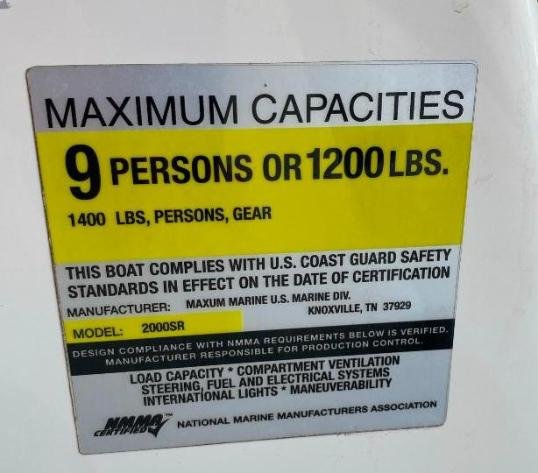 MAXIMUM CAPACITIES
9 PERSONS OR 1200 LBS.
1400 LBS, PERSONS, GEAR
THIS BOAT COMPLIES WITH U.S. COAST GUARD SAFETY
STANDARDS IN EFFECT ON THE DATE OF CERTIFICATION
MANUFACTURER: MAXUM MARINE U.S. MARINE DIV.
KNOXVILLE, TN 37929
MODEL: 2000SR
DESIGN COMPLIANCE WITH NMMA REQUIREMENTS BELOW IS VERIFIED.
MANUFACTURER RESPONSIBLE FOR PRODUCTION CONTROL.
LOAD CAPACITY * COMPARTMENT VENTILATION
STEERING, FUEL AND ELECTRICAL SYSTEMS
INTERNATIONAL LIGHTS * MANEUVERABILITY
NMMA™
CERTIFIED
NATIONAL MARINE MANUFACTURERS ASSOCIATION